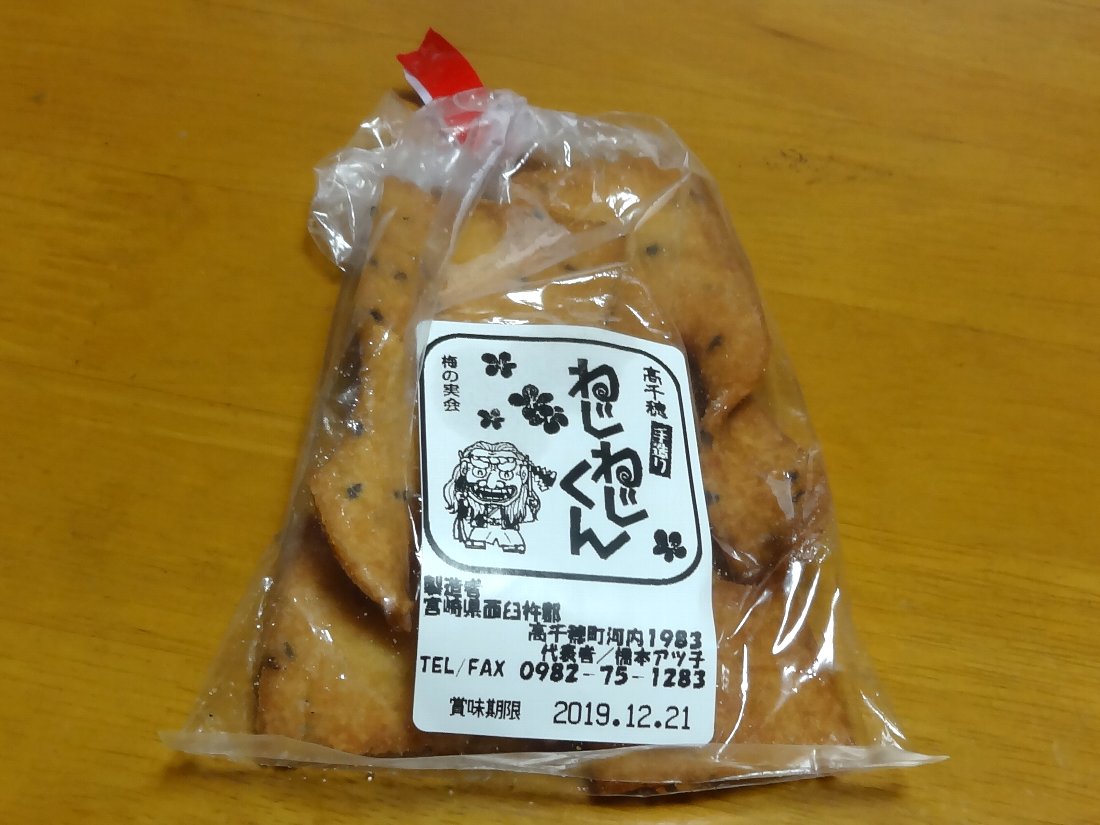 高千穂
手造り
ねじねじくん
梅の実会
製造者
宮崎県西臼杵郡
高千穂町河内1983
代表者/橋本アツ子
TEL/FAX 0982-75-1283
賞味期限 2019.12.21